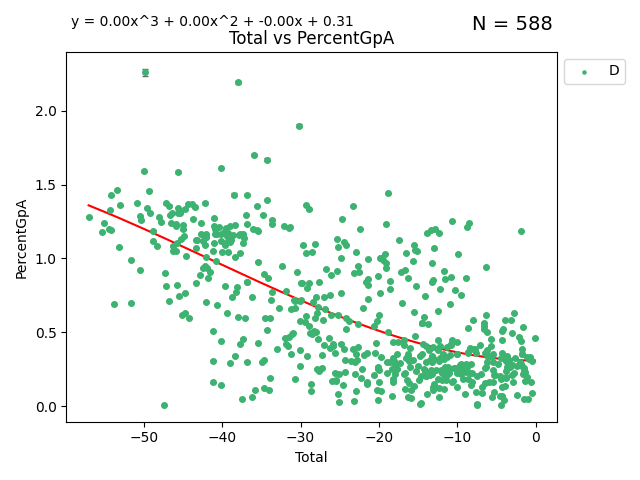 y = 0.00x^3 + 0.00x^2 + -0.00x + 0.31
N = 588
Total vs PercentGpA
D
PercentGpA
2.0
1.5
1.0
0.5
0.0
−50
−40
−30
−20
−10
0
Total